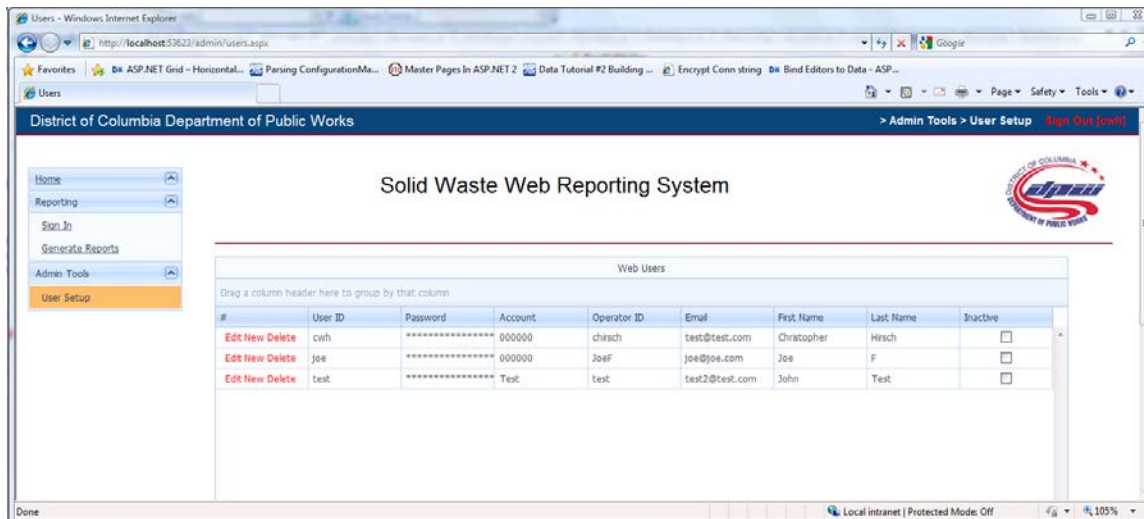 Users - Windows Internet Explorer
http://localhost:53623/admin/users.aspx
Google
Favorites DX ASP.NET Grid – Horizontal... Parsing ConfigurationMa... Master Pages In ASP.NET 2 Data Tutorial #2 Building ... Encrypt Conn string DX Bind Editors to Data - ASP...
Users
Page Safety Tools
District of Columbia Department of Public Works > Admin Tools > User Setup Sign Out [cwh]
Home
Reporting
Sign In
Generate Reports
Admin Tools
User Setup
Solid Waste Web Reporting System
DISTRICT OF COLUMBIA
dpw
DEPARTMENT OF PUBLIC WORKS
Web Users
Drag a column header here to group by that column
# User ID Password Account Operator ID Email First Name Last Name Inactive
Edit New Delete cwh **************** 000000 chirsch test@test.com Christopher Hirsch
Edit New Delete joe **************** 000000 JoeF joe@joe.com Joe F
Edit New Delete test **************** Test test test2@test.com John Test
Done Local intranet | Protected Mode: Off 105%